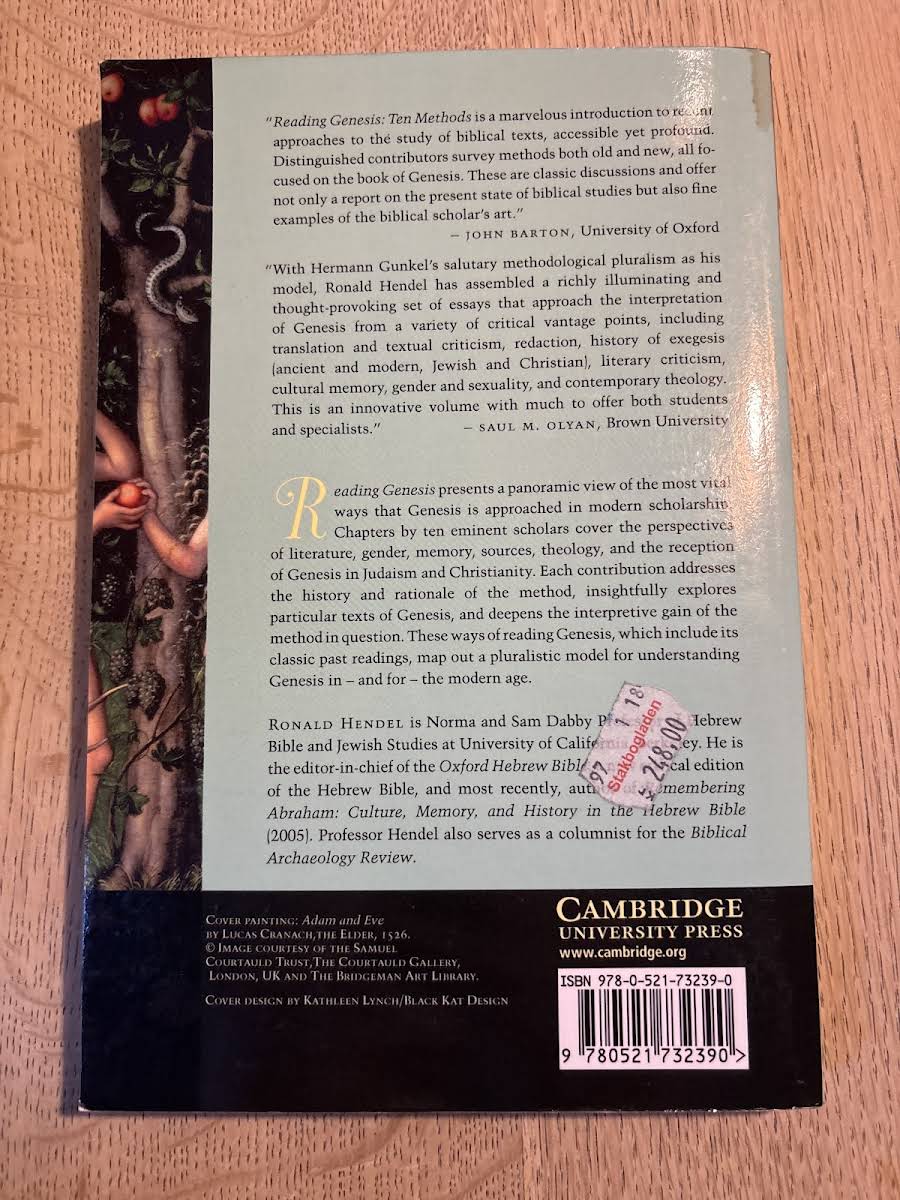 "Reading Genesis: Ten Methods is a marvelous introduction to recent
approaches to the study of biblical texts, accessible yet profound.
Distinguished contributors survey methods both old and new, all fo-
cused on the book of Genesis. These are classic discussions and offer
not only a report on the present state of biblical studies but also fine
examples of the biblical scholar's art."
– JOHN BARTON, University of Oxford
"With Hermann Gunkel's salutary methodological pluralism as his
model, Ronald Hendel has assembled a richly illuminating and
thought-provoking set of essays that approach the interpretation
of Genesis from a variety of critical vantage points, including
translation and textual criticism, redaction, history of exegesis
(ancient and modern, Jewish and Christian), literary criticism,
cultural memory, gender and sexuality, and contemporary theology.
This is an innovative volume with much to offer both students
and specialists." – SAUL M. OLYAN, Brown University
Reading Genesis presents a panoramic view of the most vital
ways that Genesis is approached in modern scholarship.
Chapters by ten eminent scholars cover the perspectives
of literature, gender, memory, sources, theology, and the reception
of Genesis in Judaism and Christianity. Each contribution addresses
the history and rationale of the method, insightfully explores
particular texts of Genesis, and deepens the interpretive gain of the
method in question. These ways of reading Genesis, which include its
classic past readings, map out a pluralistic model for understanding
Genesis in – and for – the modern age.
RONALD HENDEL is Norma and Sam Dabby Hebrew
Bible and Jewish Studies at University of He is
the editor-in-chief of the Oxford Hebrew edition
of the Hebrew Bible, and most recently,
Abraham: Culture, Memory, and History in the Hebrew Bible
(2005). Professor Hendel also serves as a columnist for the Biblical
Archaeology Review.
1 18
Stakbogladen
97 248,00
COVER PAINTING: Adam and Eve
BY LUCAS CRANACH, THE ELDER, 1526.
© IMAGE COURTESY OF THE SAMUEL
COURTAULD TRUST, THE COURTAULD GALLERY,
LONDON, UK AND THE BRIDGEMAN ART LIBRARY.
COVER DESIGN BY KATHLEEN LYNCH/BLACK KAT DESIGN
CAMBRIDGE
UNIVERSITY PRESS
www.cambridge.org
ISBN 978-0-521-73239-0
9 780521 732390 >